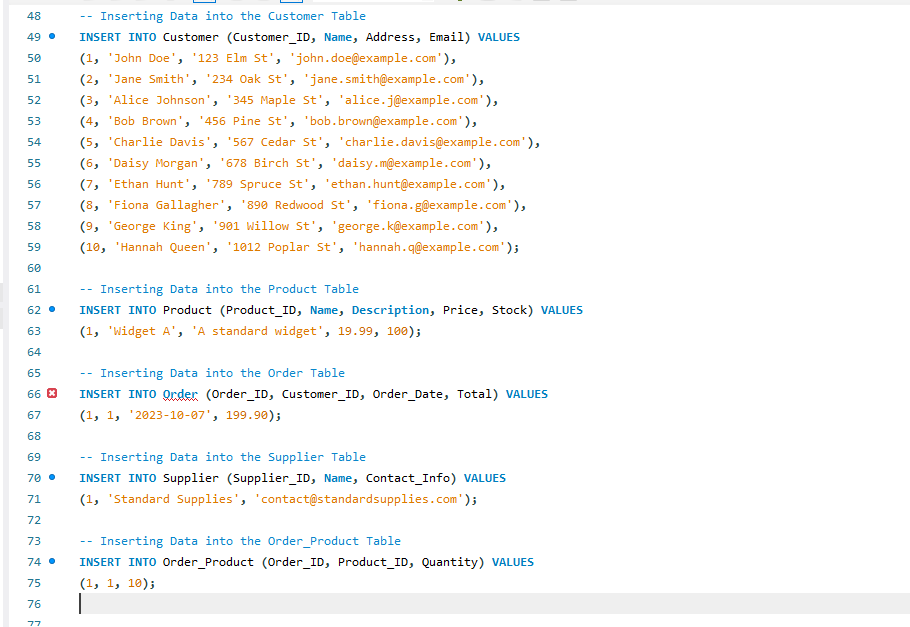 48 -- Inserting Data into the Customer Table
49 INSERT INTO Customer (Customer_ID, Name, Address, Email) VALUES
50 (1, 'John Doe', '123 Elm St', 'john.doe@example.com'),
51 (2, 'Jane Smith', '234 Oak St', 'jane.smith@example.com'),
52 (3, 'Alice Johnson', '345 Maple St', 'alice.j@example.com'),
53 (4, 'Bob Brown', '456 Pine St', 'bob.brown@example.com'),
54 (5, 'Charlie Davis', '567 Cedar St', 'charlie.davis@example.com'),
55 (6, 'Daisy Morgan', '678 Birch St', 'daisy.m@example.com'),
56 (7, 'Ethan Hunt', '789 Spruce St', 'ethan.hunt@example.com'),
57 (8, 'Fiona Gallagher', '890 Redwood St', 'fiona.g@example.com'),
58 (9, 'George King', '901 Willow St', 'george.k@example.com'),
59 (10, 'Hannah Queen', '1012 Poplar St', 'hannah.q@example.com');
60
61 -- Inserting Data into the Product Table
62 INSERT INTO Product (Product_ID, Name, Description, Price, Stock) VALUES
63 (1, 'Widget A', 'A standard widget', 19.99, 100);
64
65 -- Inserting Data into the Order Table
66 INSERT INTO Order (Order_ID, Customer_ID, Order_Date, Total) VALUES
67 (1, 1, '2023-10-07', 199.90);
68
69 -- Inserting Data into the Supplier Table
70 INSERT INTO Supplier (Supplier_ID, Name, Contact_Info) VALUES
71 (1, 'Standard Supplies', 'contact@standardsupplies.com');
72
73 -- Inserting Data into the Order_Product Table
74 INSERT INTO Order_Product (Order_ID, Product_ID, Quantity) VALUES
75 (1, 1, 10);
76
77